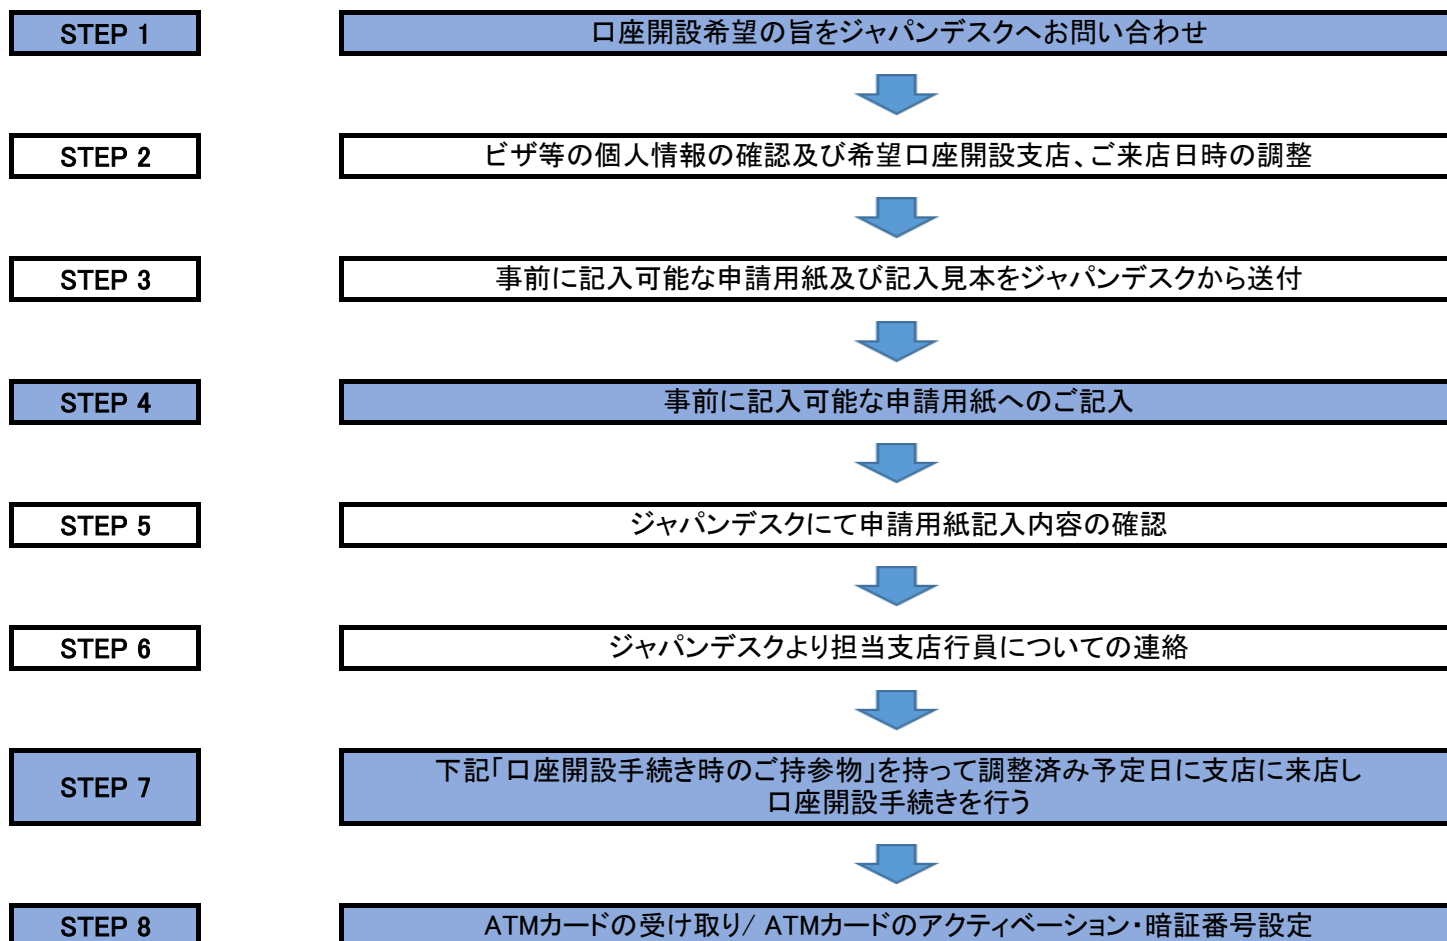 STEP 1
口座開設希望の旨をジャパンデスクへお問い合わせ
STEP 2
ビザ等の個人情報の確認及び希望口座開設支店、ご来店日時の調整
STEP 3
事前に記入可能な申請用紙及び記入見本をジャパンデスクから送付
STEP 4
事前に記入可能な申請用紙へのご記入
STEP 5
ジャパンデスクにて申請用紙記入内容の確認
STEP 6
ジャパンデスクより担当支店行員についての連絡
STEP 7
下記「口座開設手続き時のご持参物」を持って調整済み予定日に支店に来店し
口座開設手続きを行う
STEP 8
ATMカードの受け取り/ ATMカードのアクティベーション・暗証番号設定